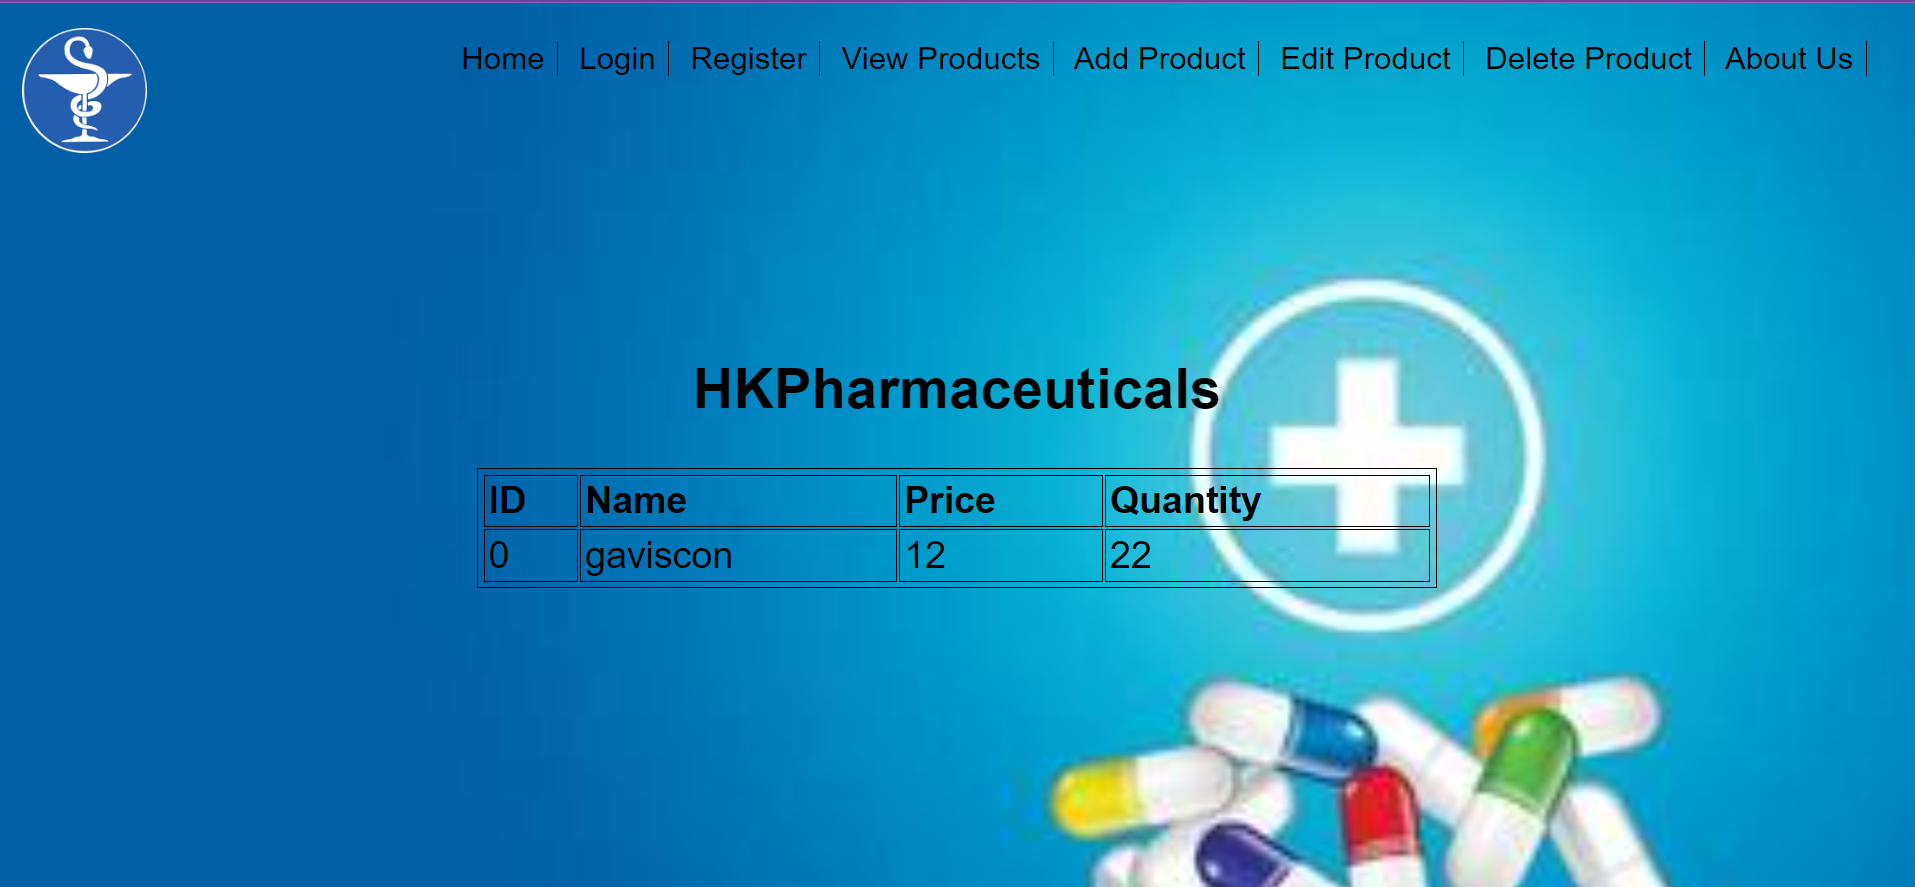 Home Login Register View Products Add Product Edit Product Delete Product About Us
HKPharmaceuticals
ID Name Price Quantity
0 gaviscon 12 22